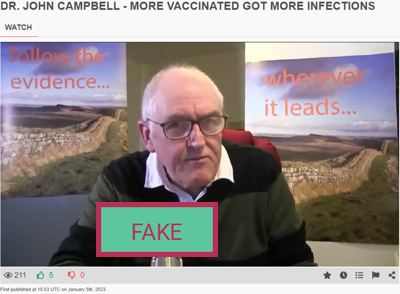 DR. JOHN CAMPBELL - MORE VACCINATED GOT MORE INFECTIONS
WATCH
follow the
evidence...
wherever
it leads...
FAKE
211
5
0
First published at 15:53 UTC on January 5th, 2023.